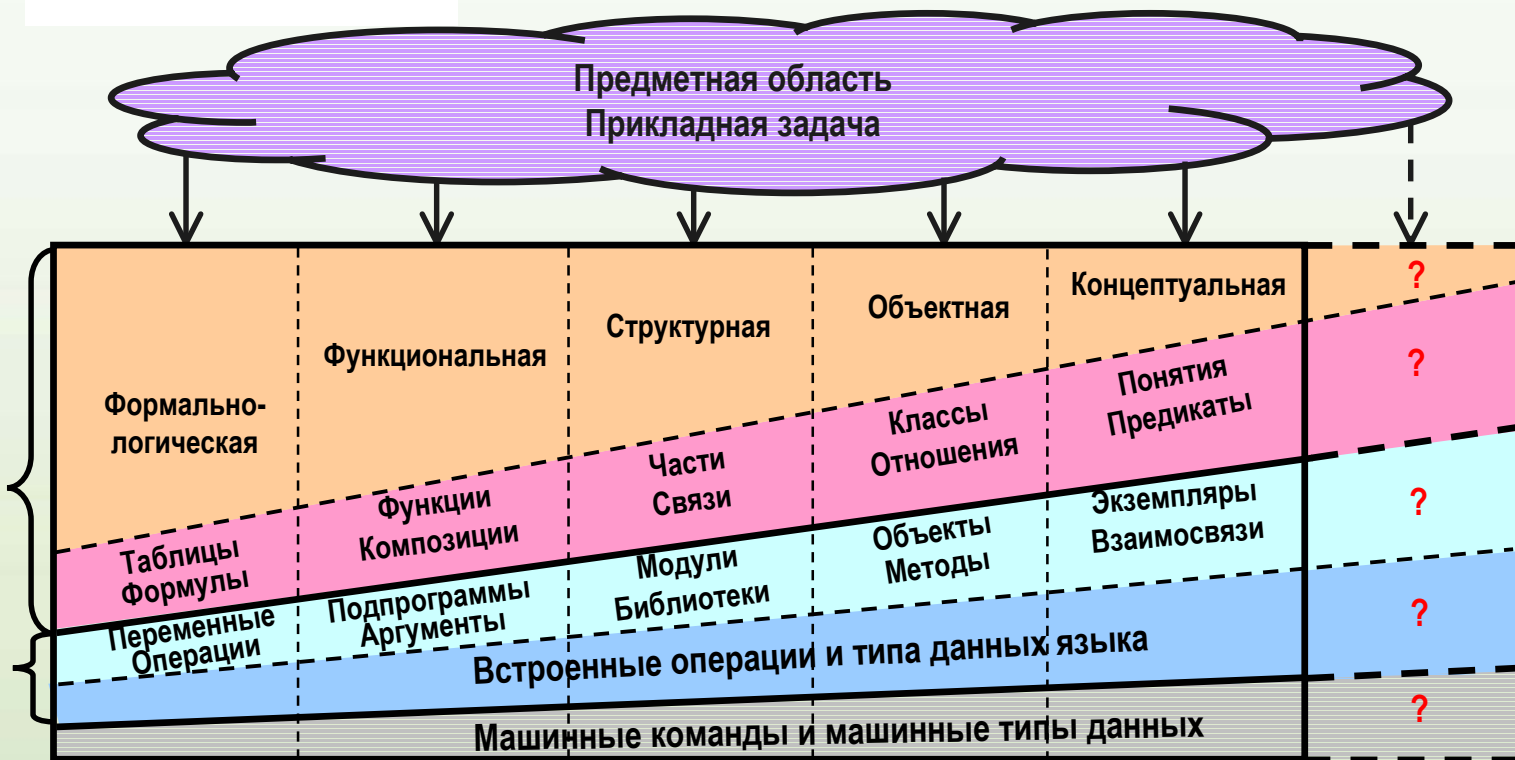 Предметная область
Прикладная задача
Формально-
логическая
Функциональная
Структурная
Объектная
Концептуальная
?
Таблицы
Формулы
Функции
Композиции
Части
Связи
Классы
Отношения
Понятия
Предикаты
?
Переменные
Операции
Подпрограммы
Аргументы
Модули
Библиотеки
Объекты
Методы
Экземпляры
Взаимосвязи
?
Встроенные операции и типа данных языка
?
Машинные команды и машинные типы данных
?